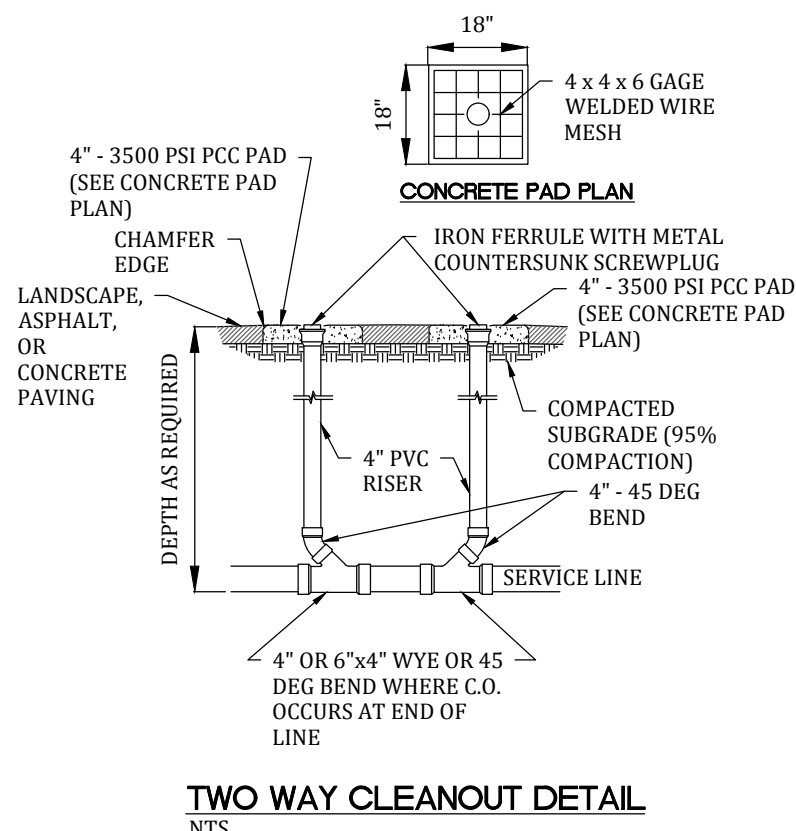 18"
18"
4 x 4 x 6 GAGE
WELDED WIRE
MESH
CONCRETE PAD PLAN
4" - 3500 PSI PCC PAD
(SEE CONCRETE PAD
PLAN)
CHAMFER
EDGE
LANDSCAPE,
ASPHALT,
OR
CONCRETE
PAVING
IRON FERRULE WITH METAL
COUNTERSUNK SCREWPLUG
4" - 3500 PSI PCC PAD
(SEE CONCRETE PAD
PLAN)
DEPTH AS REQUIRED
COMPACTED
SUBGRADE (95%
COMPACTION)
4" PVC
RISER
4" - 45 DEG
BEND
SERVICE LINE
4" OR 6"x4" WYE OR 45
DEG BEND WHERE C.O.
OCCURS AT END OF
LINE
TWO WAY CLEANOUT DETAIL
NTS